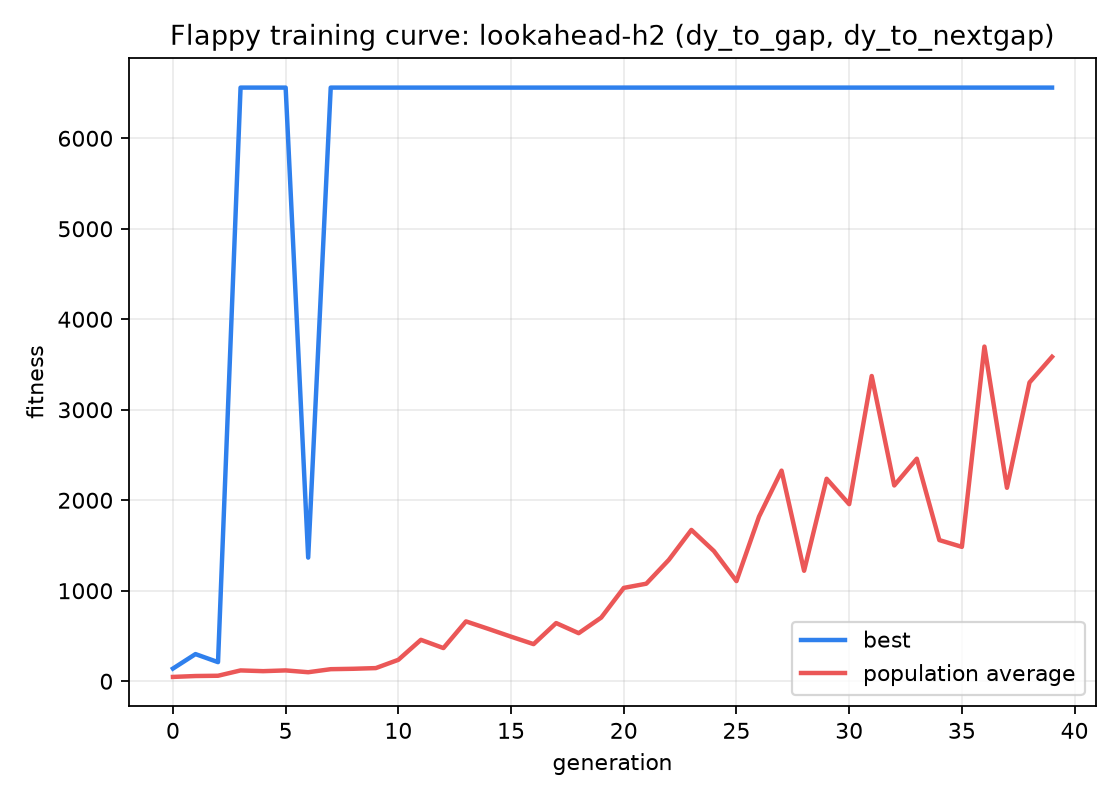 Flappy training curve: lookahead-h2 (dy_to_gap, dy_to_nextgap)
6000
5000
4000
3000
2000
1000
0
fitness
best
population average
0 5 10 15 20 25 30 35 40
generation